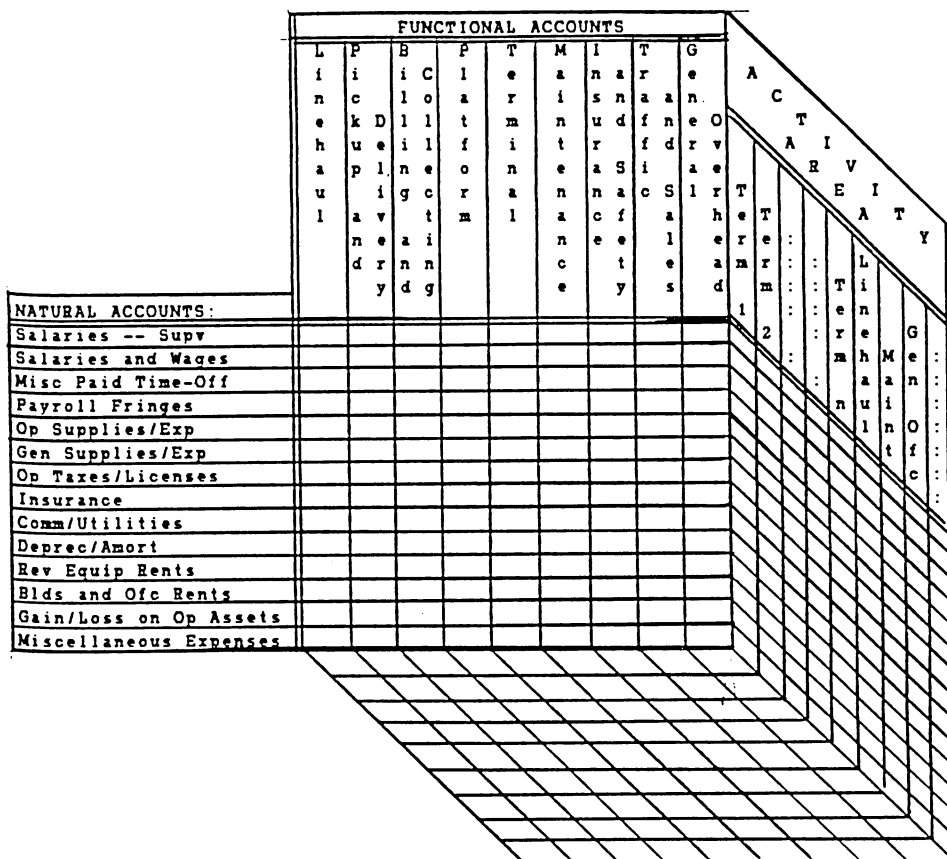 FUNCTIONAL ACCOUNTS
Linehaul
Pickup and
Delivery
Billing and
Collecting
Platform
Terminal
Maintenance
Insurance
and Safety
Traffic
and Sales
General
Overhead
ACTIVITY
AREA
Term 1
Term 2
: : : :
: : : :
Term n
Linehaul
Maint
Gen Ofc
: : : : : :
NATURAL ACCOUNTS:
Salaries -- Supv
Salaries and Wages
Misc Paid Time-Off
Payroll Fringes
Op Supplies/Exp
Gen Supplies/Exp
Op Taxes/Licenses
Insurance
Comm/Utilities
Deprec/Amort
Rev Equip Rents
Blds and Ofc Rents
Gain/Loss on Op Assets
Miscellaneous Expenses